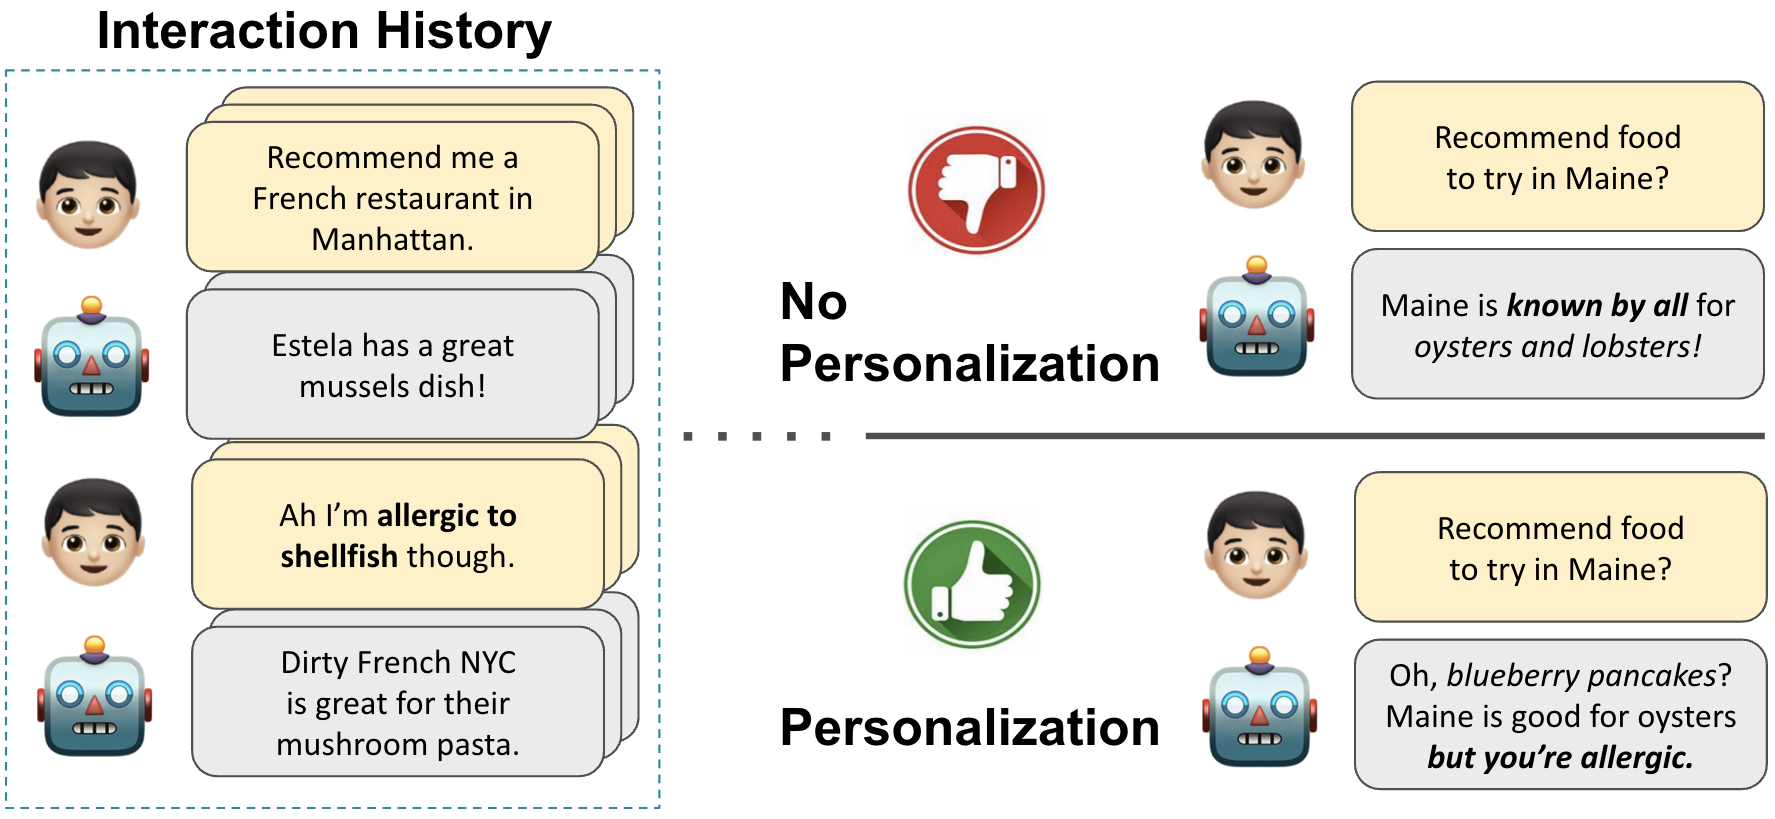 Interaction History
Recommend me a
French restaurant in
Manhattan.
Estela has a great
mussels dish!
Ah I’m allergic to
shellfish though.
Dirty French NYC
is great for their
mushroom pasta.
No
Personalization
Recommend food
to try in Maine?
Maine is known by all for
oysters and lobsters!
Personalization
Recommend food
to try in Maine?
Oh, blueberry pancakes?
Maine is good for oysters
but you’re allergic.